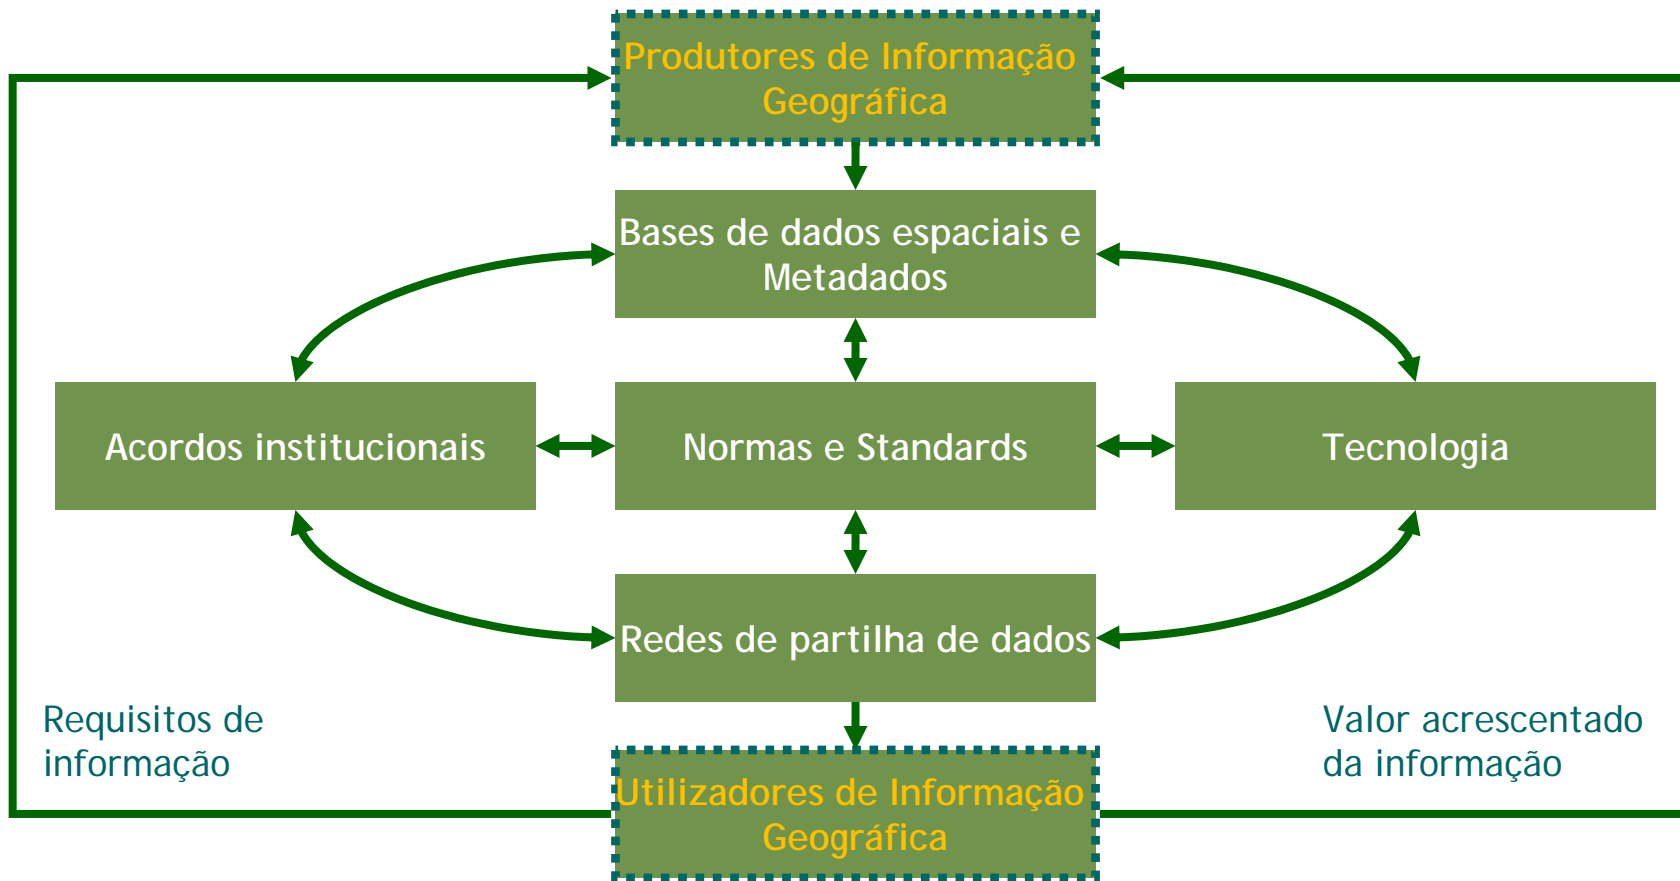 Produtores de Informação
Geográfica
Bases de dados espaciais e
Metadados
Acordos institucionais
Normas e Standards
Tecnologia
Redes de partilha de dados
Requisitos de
informação
Valor acrescentado
da informação
Utilizadores de Informação
Geográfica